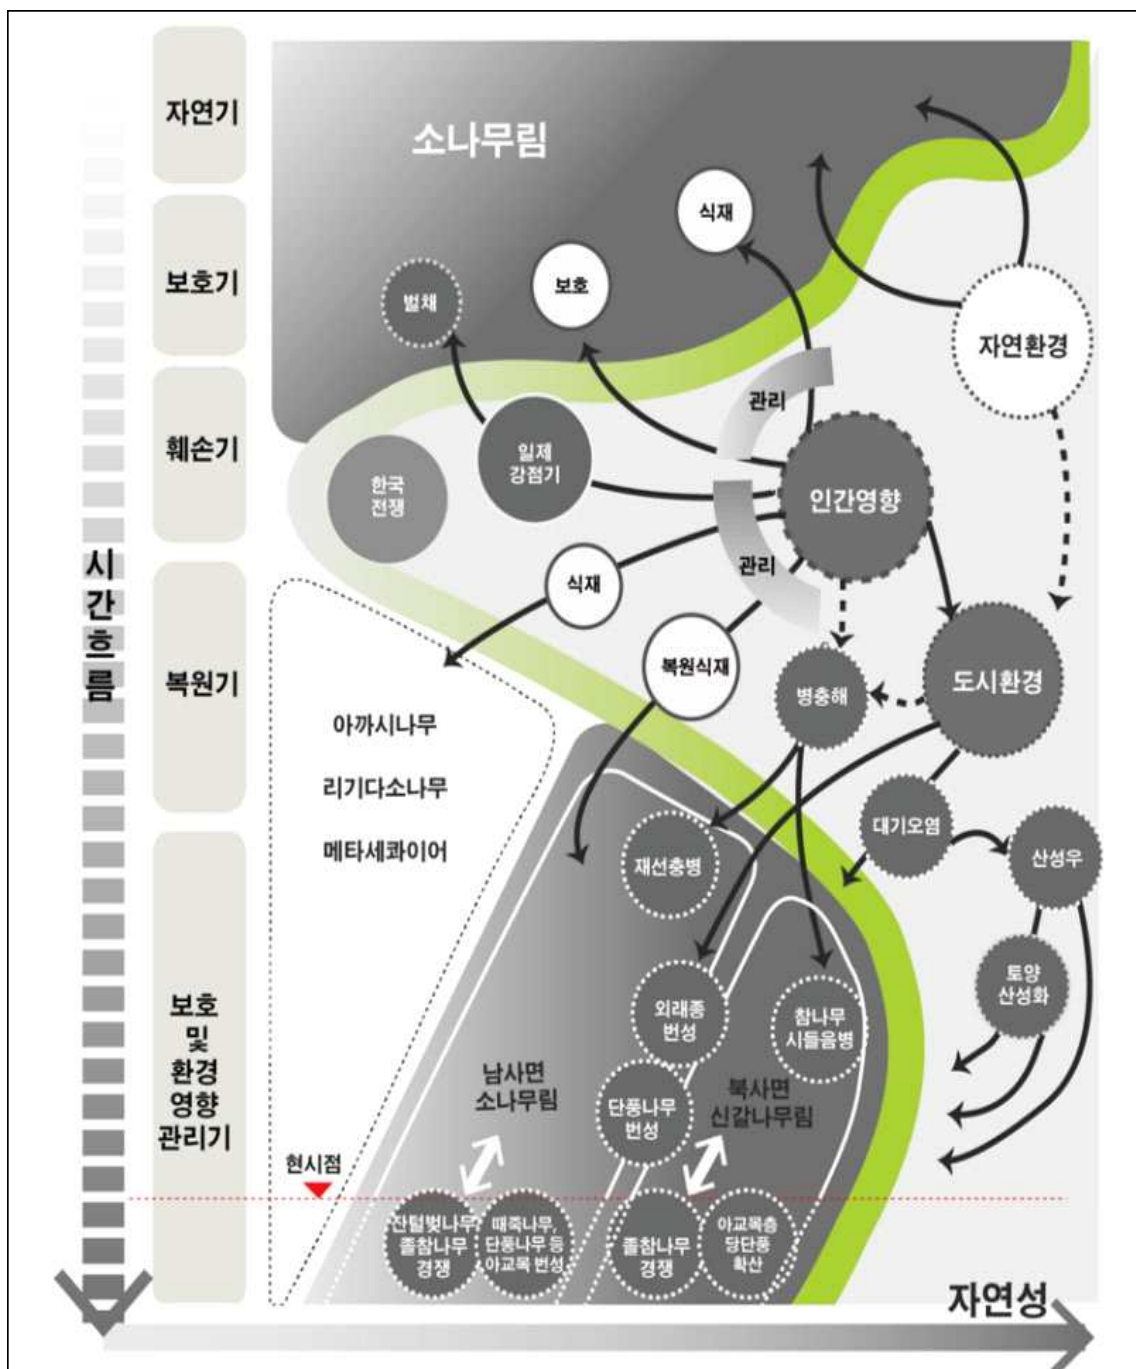 자연기
소나무림
식재
보호기
보호
벌채
자연환경
관리
훼손기
일제
강점기
한국
전쟁
인간영향
관리
시간흐름
식재
복원기
복원식재
병충해
도시환경
아까시나무
리기다소나무
메타세콰이어
대기오염
산성우
재선충병
보호
및
환경
영향
관리기
토양
산성화
외래종
번성
참나무
시들음병
남사면
소나무림
단풍나무
번성
북사면
신갈나무림
현시점
잔털벚나무,
졸참나무
경쟁
때죽나무,
단풍나무 등
아교목 번성
졸참나무
경쟁
아교목층
당단풍
확산
자연성